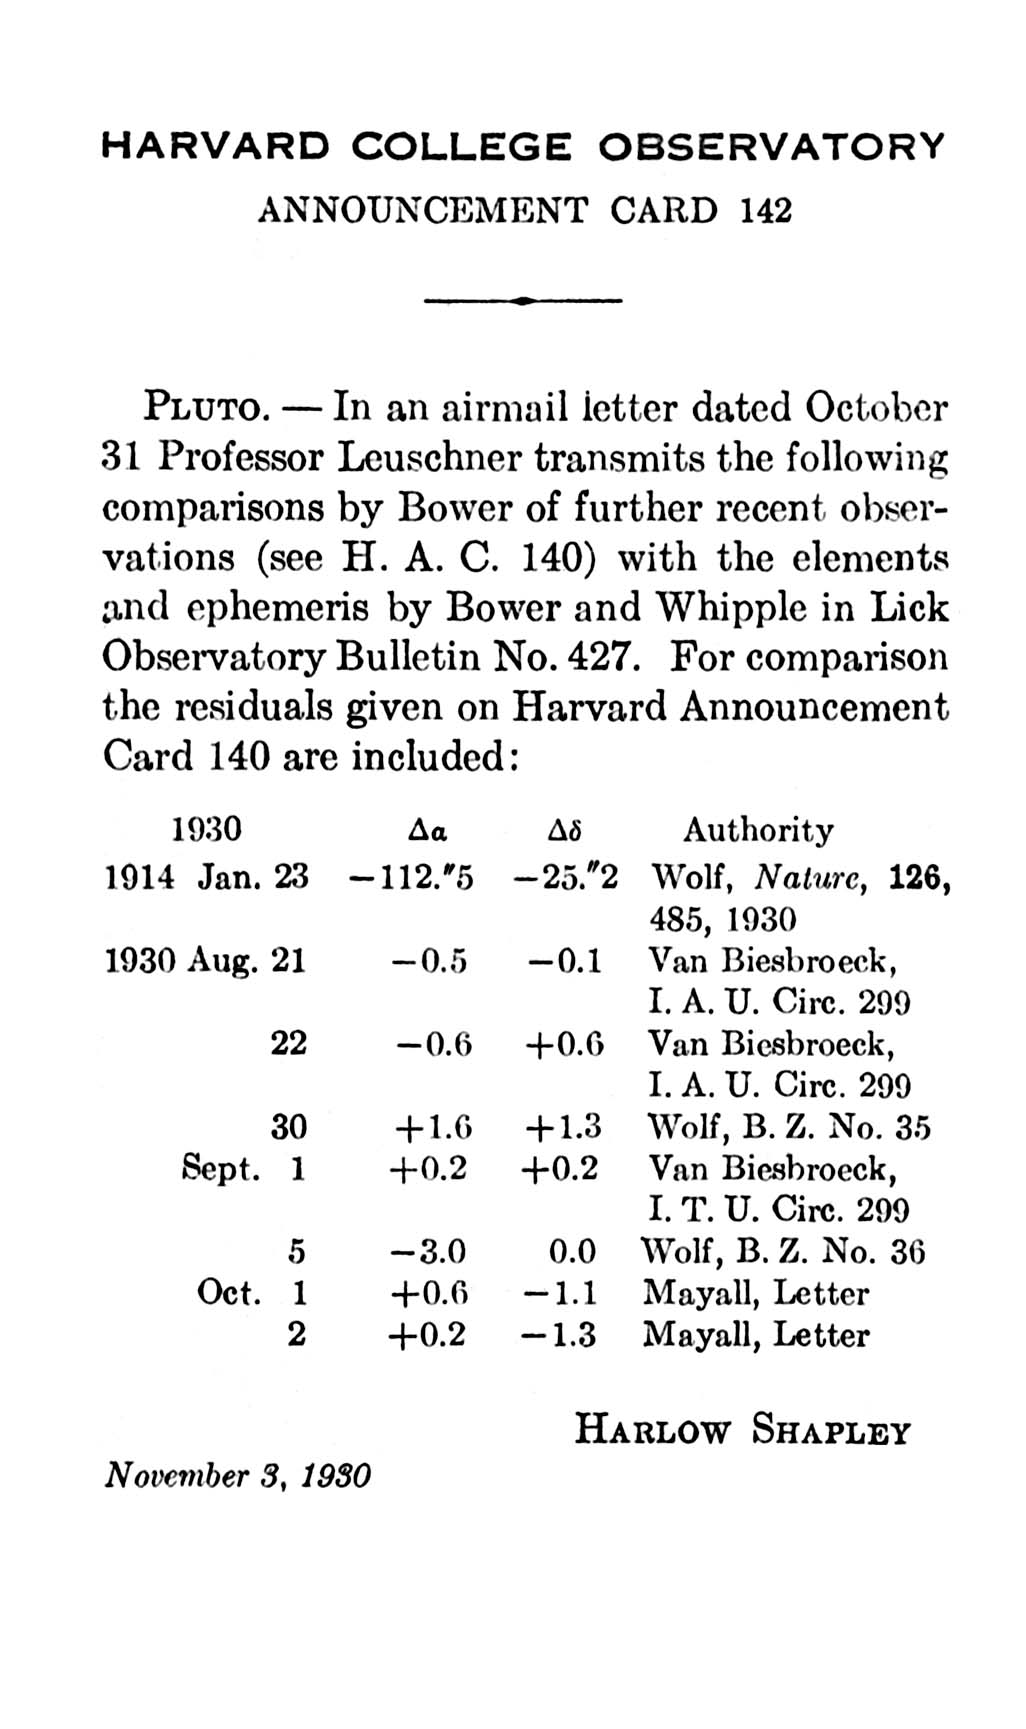 HARVARD COLLEGE OBSERVATORY
ANNOUNCEMENT CARD 142
PLUTO. — In an airmail letter dated October
31 Professor Leuschner transmits the following
comparisons by Bower of further recent obser-
vations (see H. A. C. 140) with the elements
and ephemeris by Bower and Whipple in Lick
Observatory Bulletin No. 427. For comparison
the residuals given on Harvard Announcement
Card 140 are included:
1930 Δα Δδ Authority
1914 Jan. 23 −112.″5 −25.″2 Wolf, Nature, 126,
485, 1930
1930 Aug. 21 −0.5 −0.1 Van Biesbroeck,
I. A. U. Circ. 299
22 −0.6 +0.6 Van Biesbroeck,
I. A. U. Circ. 299
30 +1.6 +1.3 Wolf, B. Z. No. 35
Sept. 1 +0.2 +0.2 Van Biesbroeck,
I. T. U. Circ. 299
5 −3.0 0.0 Wolf, B. Z. No. 36
Oct. 1 +0.6 −1.1 Mayall, Letter
2 +0.2 −1.3 Mayall, Letter
HARLOW SHAPLEY
November 3, 1930